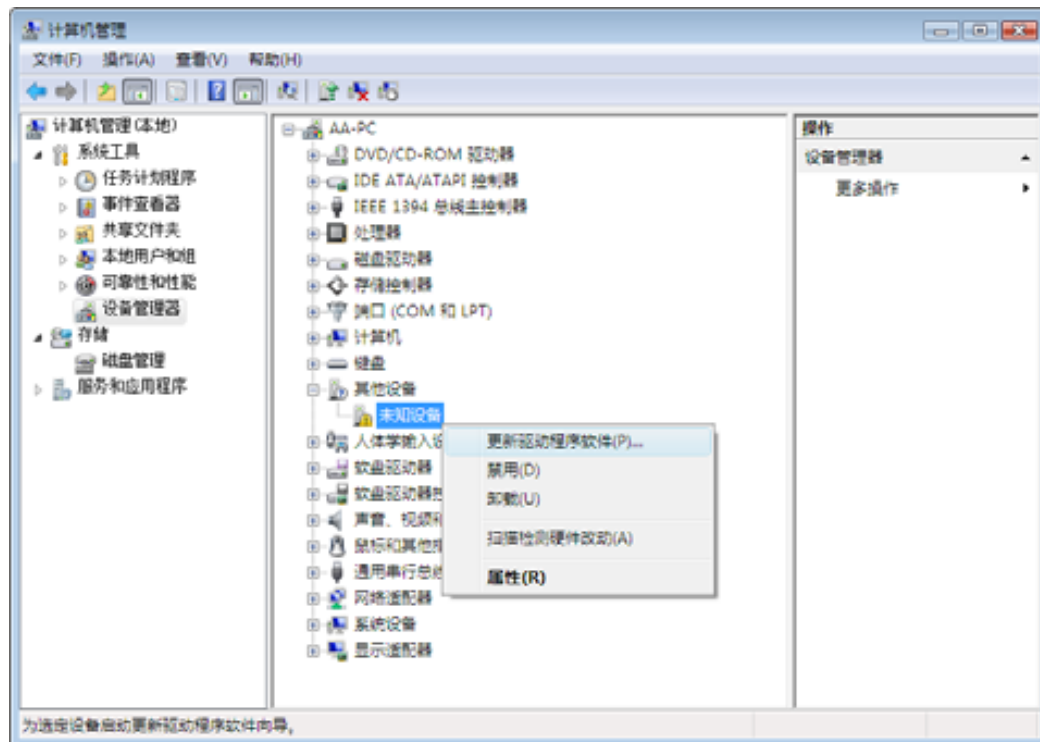 计算机管理
文件(F) 操作(A) 查看(V) 帮助(H)
计算机管理(本地)
系统工具
任务计划程序
事件查看器
共享文件夹
本地用户和组
可靠性和性能
设备管理器
存储
磁盘管理
服务和应用程序
AA-PC
DVD/CD-ROM 驱动器
IDE ATA/ATAPI 控制器
IEEE 1394 总线主控制器
处理器
磁盘驱动器
存储控制器
端口 (COM 和 LPT)
计算机
键盘
其他设备
未知设备
人体学输入设
软盘驱动器
软盘驱动器控
声音、视频和
鼠标和其他指
通用串行总线
网络适配器
系统设备
显示适配器
更新驱动程序软件(P)...
禁用(D)
卸载(U)
扫描检测硬件改动(A)
属性(R)
操作
设备管理器
更多操作
为选定设备启动更新驱动程序软件向导。